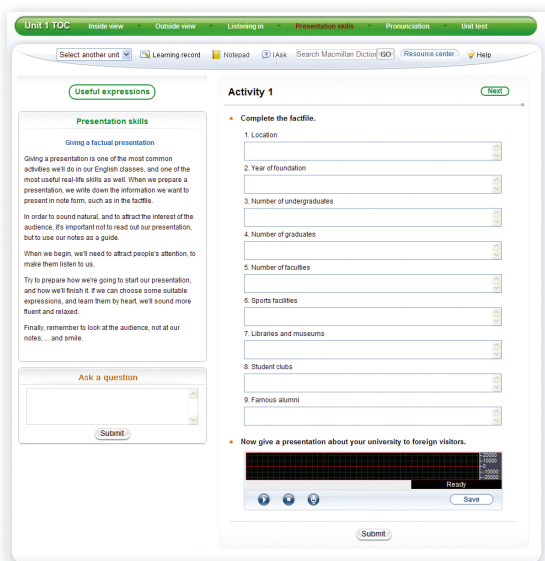 Unit 1 TOC Inside view Outside view Listening in Presentation skills Pronunciation Unit test
Select another unit Learning record Notepad iAsk Search Macmillan Diction GO Resource center Help
Useful expressions
Presentation skills
Giving a factual presentation
Giving a presentation is one of the most common
activities we'll do in our English classes, and one of the
most useful real-life skills as well. When we prepare a
presentation, we write down the information we want to
present in note form, such as in the factfile.
In order to sound natural, and to attract the interest of the
audience, it's important not to read out our presentation,
but to use our notes as a guide.
When we begin, we'll need to attract people's attention, to
make them listen to us.
Try to prepare how we're going to start our presentation,
and how we'll finish it. If we can choose some suitable
expressions, and learn them by heart, we'll sound more
fluent and relaxed.
Finally, remember to look at the audience, not at our
notes, ... and smile.
Ask a question
Submit
Activity 1 Next
Complete the factfile.
1. Location
2. Year of foundation
3. Number of undergraduates
4. Number of graduates
5. Number of faculties
6. Sports facilities
7. Libraries and museums
8. Student clubs
9. Famous alumni
Now give a presentation about your university to foreign visitors.
20000
10000
0
-10000
-20000
Ready
Save
Submit